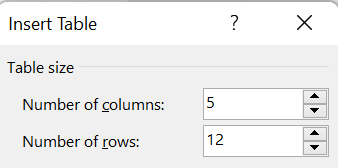 Insert Table ?
Table size
Number of columns: 5
Number of rows: 12